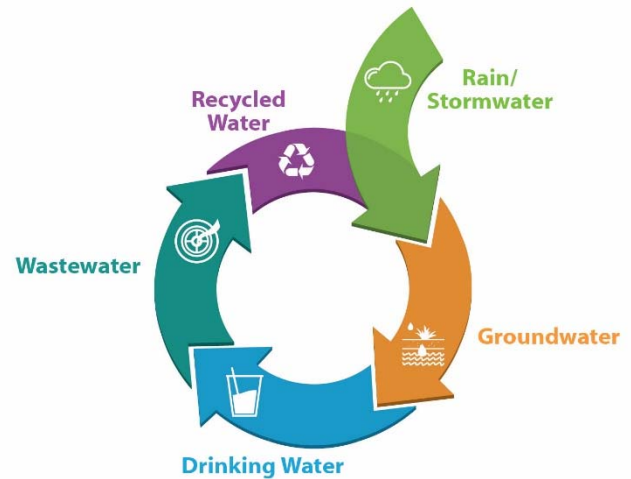 Rain/
Stormwater
Recycled
Water
Wastewater
Groundwater
Drinking Water